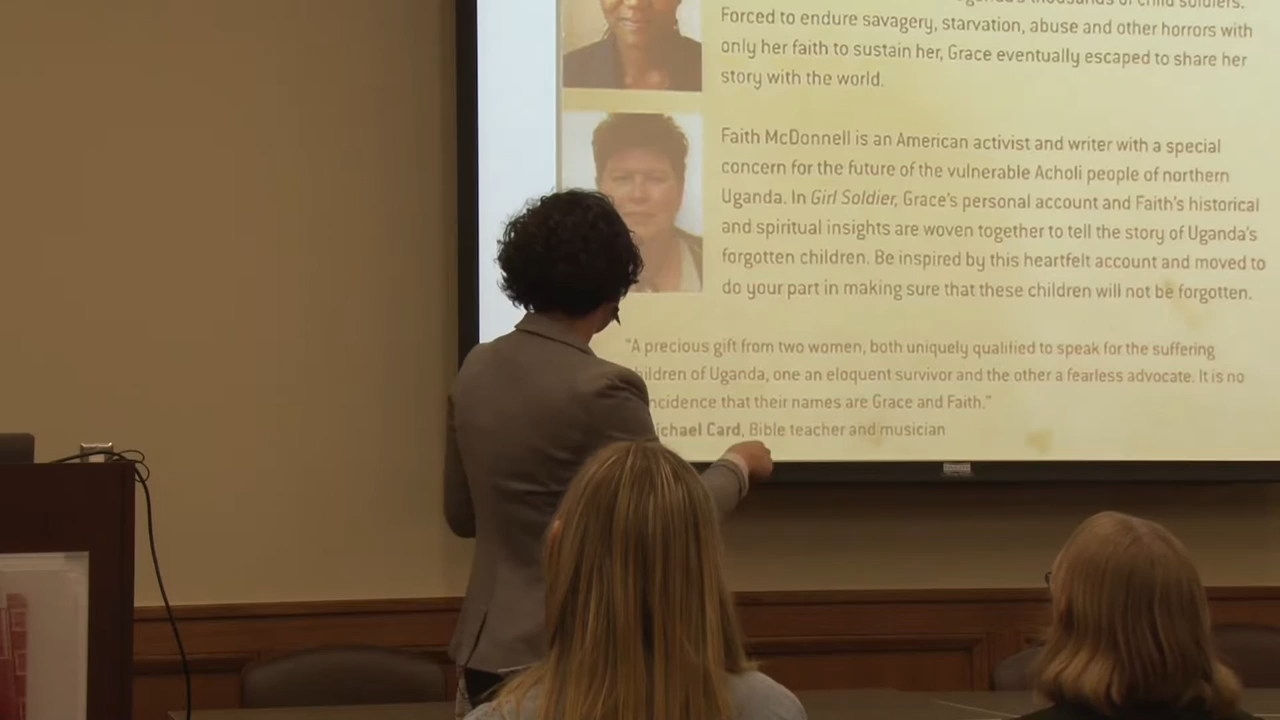 thousands of child soldiers.
Forced to endure savagery, starvation, abuse and other horrors with
only her faith to sustain her, Grace eventually escaped to share her
story with the world.
Faith McDonnell is an American activist and writer with a special
concern for the future of the vulnerable Acholi people of northern
Uganda. In Girl Soldier, Grace's personal account and Faith's historical
and spiritual insights are woven together to tell the story of Uganda's
forgotten children. Be inspired by this heartfelt account and moved to
do your part in making sure that these children will not be forgotten.
"A precious gift from two women, both uniquely qualified to speak for the suffering
ildren of Uganda, one an eloquent survivor and the other a fearless advocate. It is no
ncidence that their names are Grace and Faith."
ichael Card, Bible teacher and musician